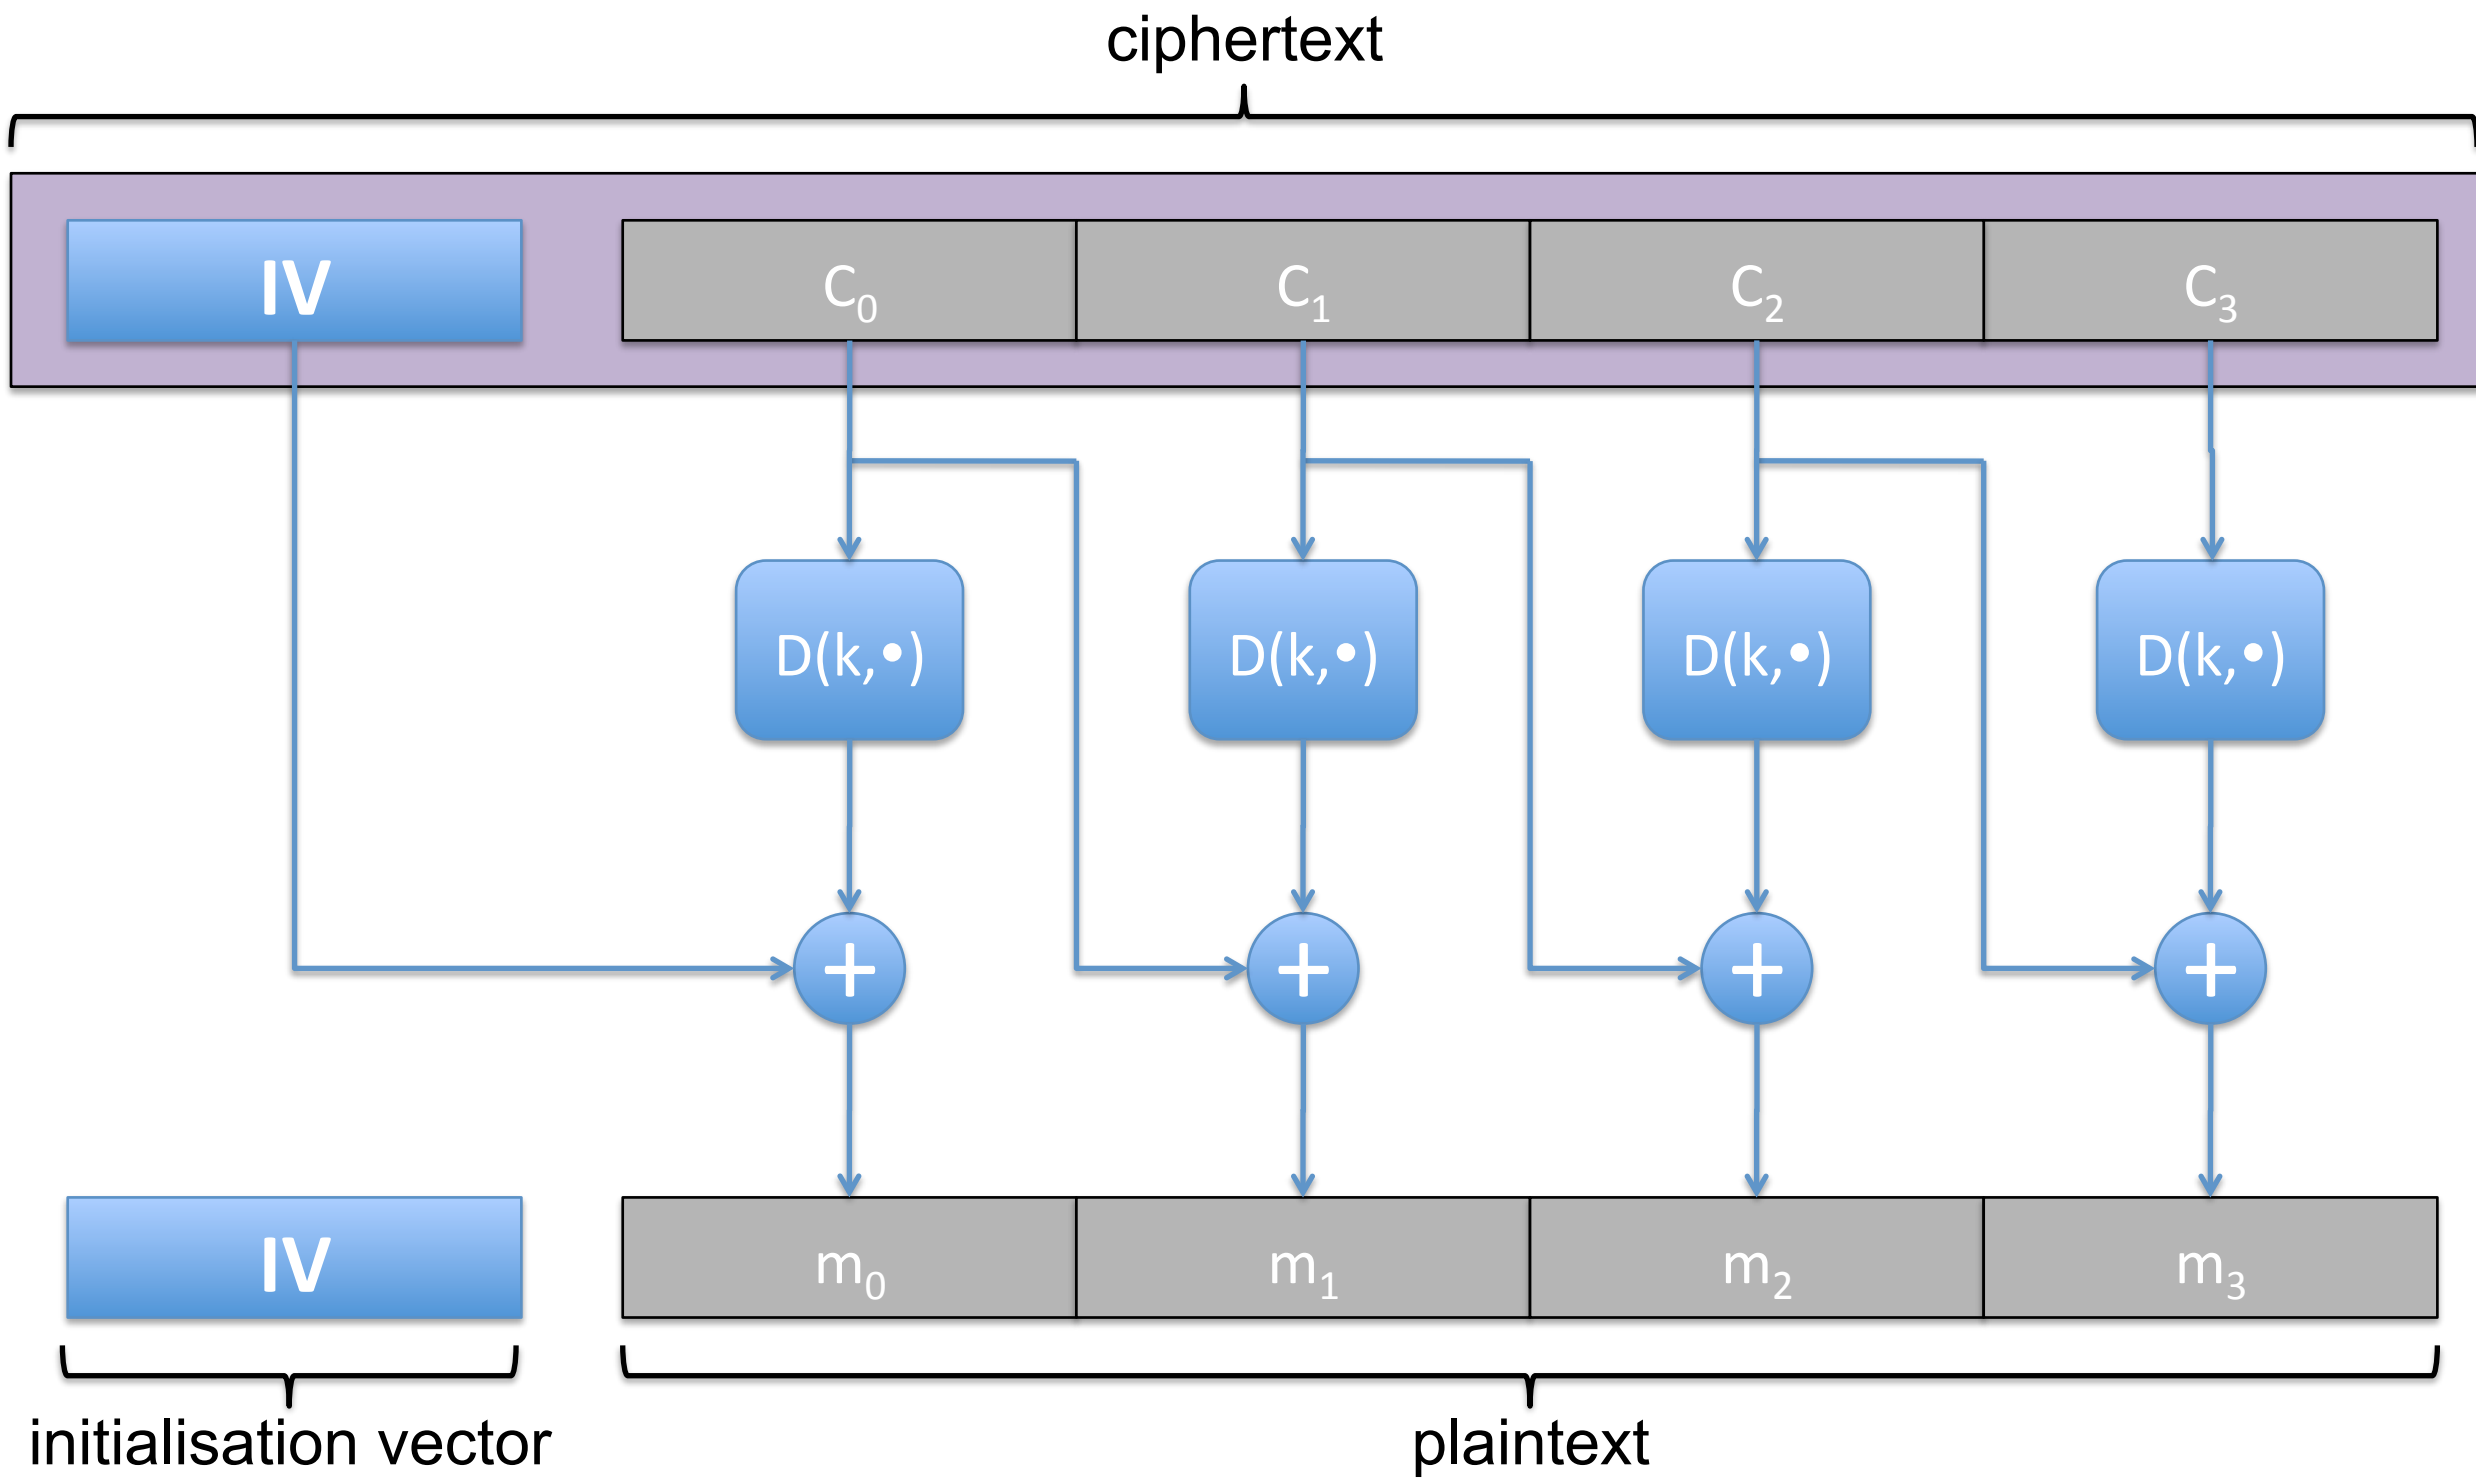 ciphertext
IV C₀ C₁ C₂ C₃
D(k,•) D(k,•) D(k,•) D(k,•)
+ + + +
IV m₀ m₁ m₂ m₃
initialisation vector plaintext